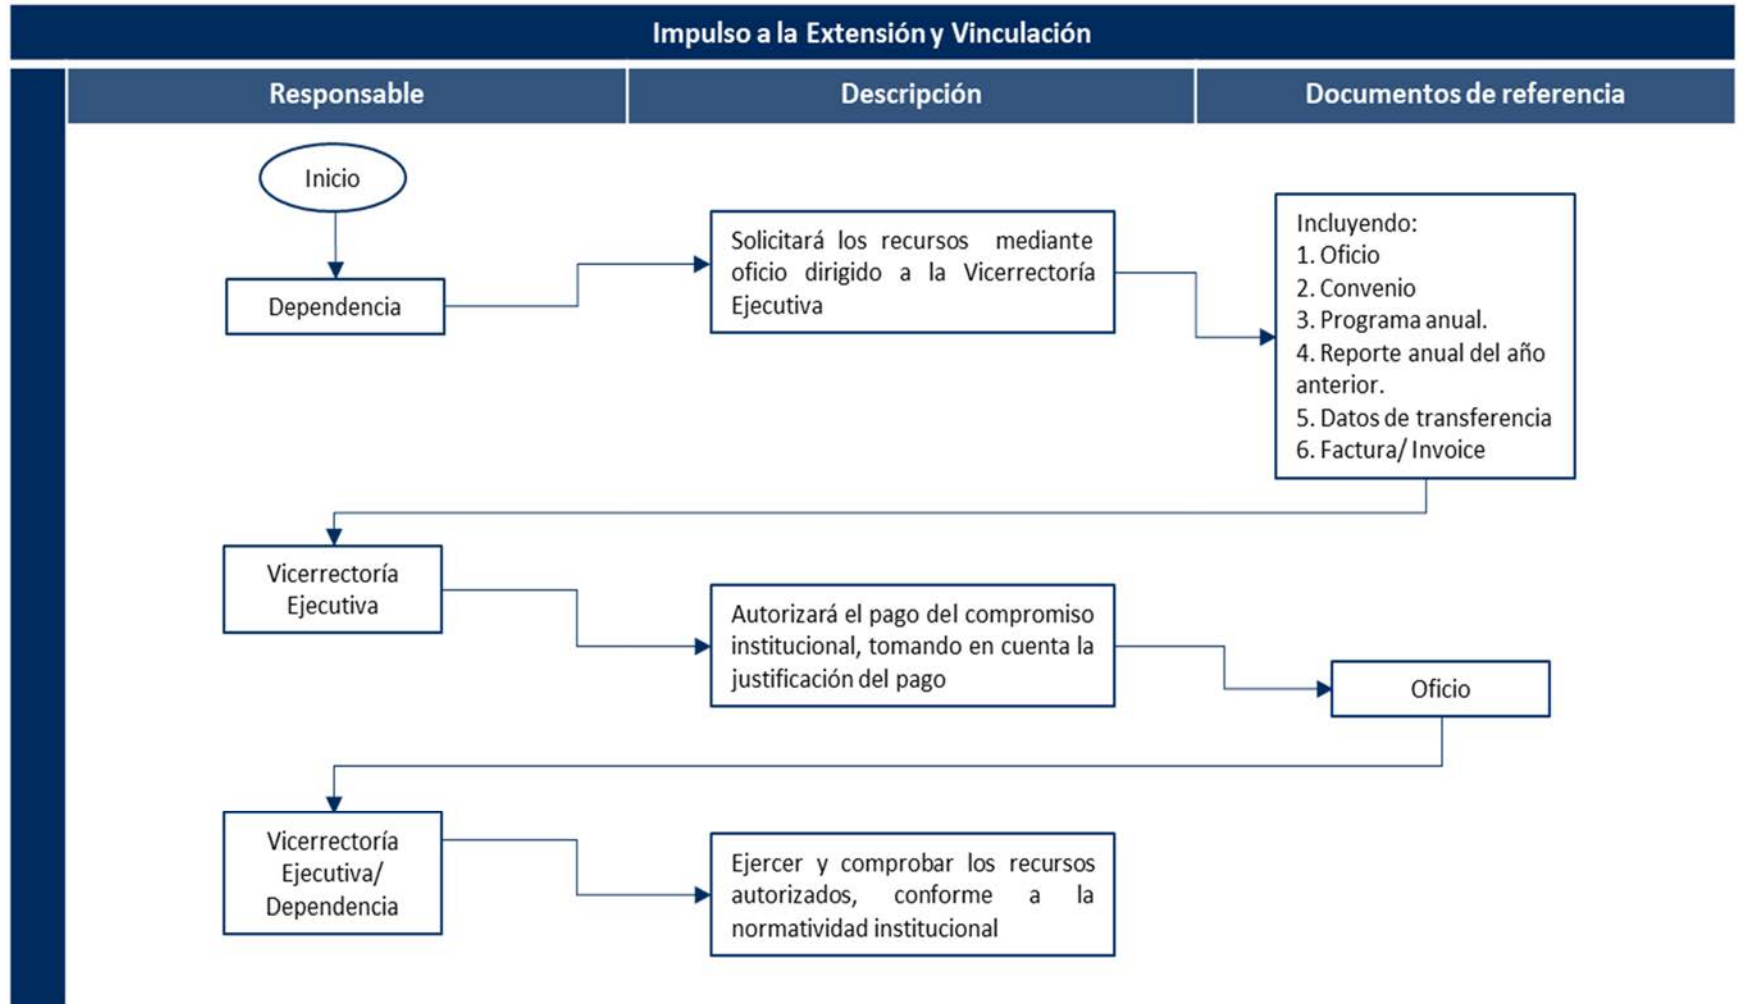 Impulso a la Extensión y Vinculación
Responsable
Descripción
Documentos de referencia
Inicio
Dependencia
Solicitará los recursos mediante
oficio dirigido a la Vicerrectoría
Ejecutiva
Incluyendo:
1. Oficio
2. Convenio
3. Programa anual.
4. Reporte anual del año
anterior.
5. Datos de transferencia
6. Factura/ Invoice
Vicerrectoría
Ejecutiva
Autorizará el pago del compromiso
institucional, tomando en cuenta la
justificación del pago
Oficio
Vicerrectoría
Ejecutiva/
Dependencia
Ejercer y comprobar los recursos
autorizados, conforme a la
normatividad institucional